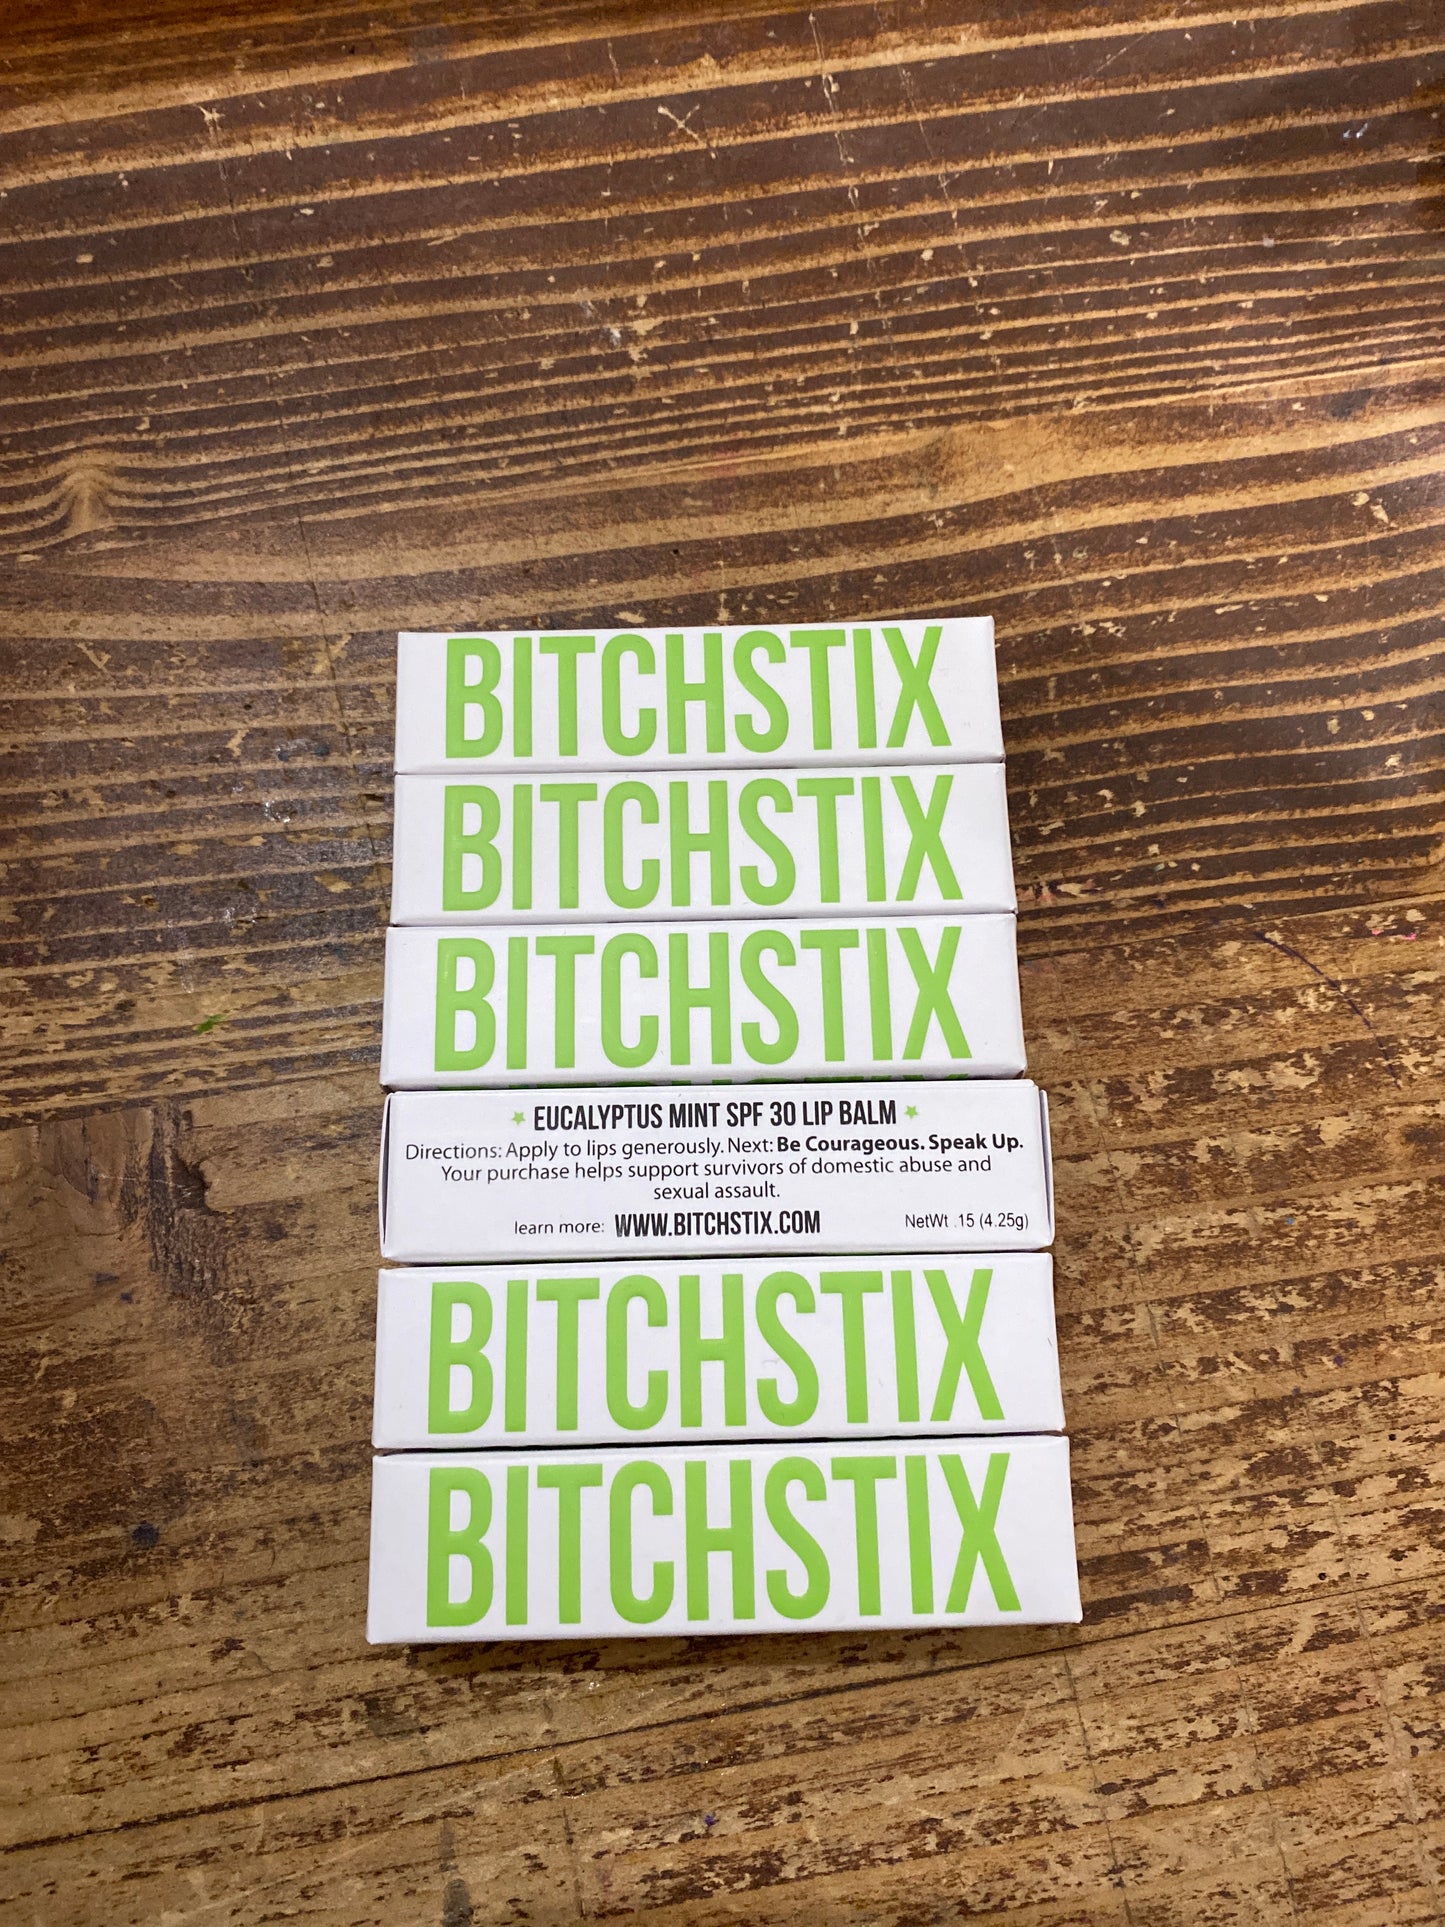 BITCHSTIX
BITCHSTIX
BITCHSTIX
EUCALYPTUS MINT SPF 30 LIP BALM
Directions: Apply to lips generously. Next: Be Courageous. Speak Up.
Your purchase helps support survivors of domestic abuse and
sexual assault.
learn more: WWW.BITCHSTIX.COM NetWt .15 (4.25g)
BITCHSTIX
BITCHSTIX